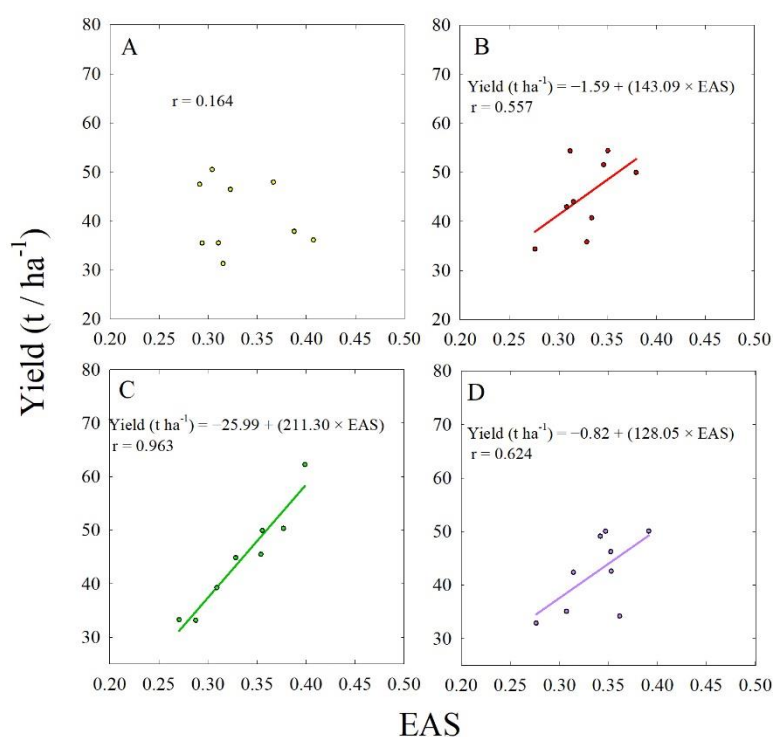 Yield (t / ha⁻¹)
80
70
60
50
40
30
20
A
r = 0.164
0.20 0.25 0.30 0.35 0.40 0.45 0.50
80
70
60
50
40
30
20
B
Yield (t ha⁻¹) = −1.59 + (143.09 × EAS)
r = 0.557
0.20 0.25 0.30 0.35 0.40 0.45 0.50
80
70
60
50
40
30
C
Yield (t ha⁻¹) = −25.99 + (211.30 × EAS)
r = 0.963
0.20 0.25 0.30 0.35 0.40 0.45 0.50
80
70
60
50
40
30
D
Yield (t ha⁻¹) = −0.82 + (128.05 × EAS)
r = 0.624
0.20 0.25 0.30 0.35 0.40 0.45 0.50
EAS